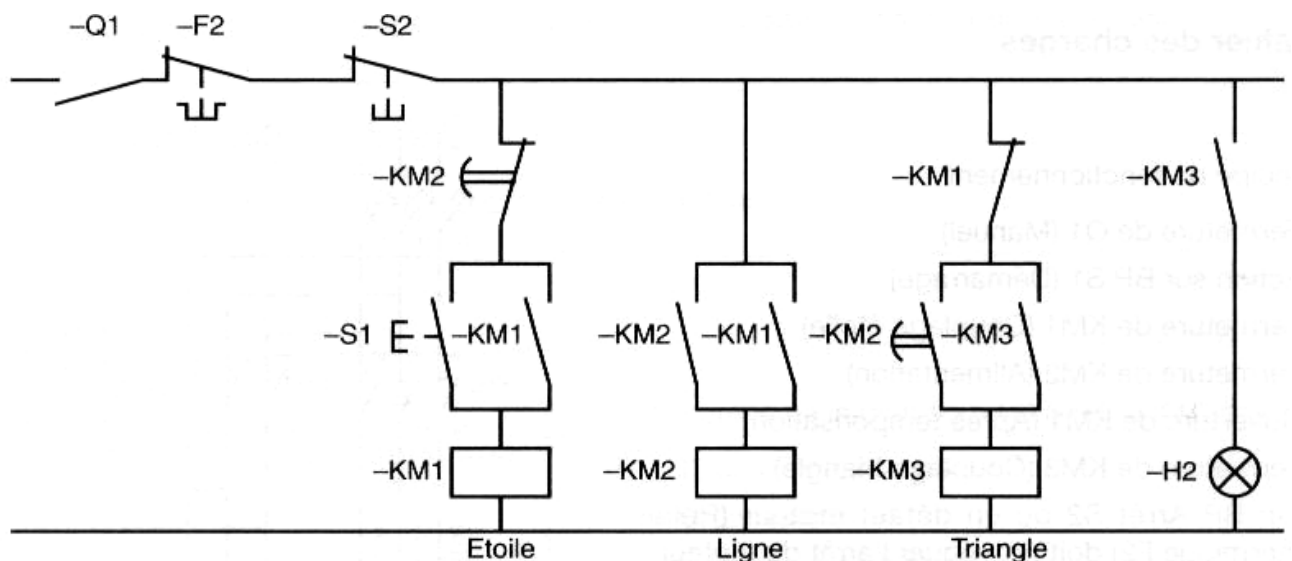 –Q1 –F2 –S2
–KM2 –KM1 –KM3
–S1 –KM1 –KM2 –KM1 –KM2 –KM3
–KM1 –KM2 –KM3 –H2
Etoile Ligne Triangle